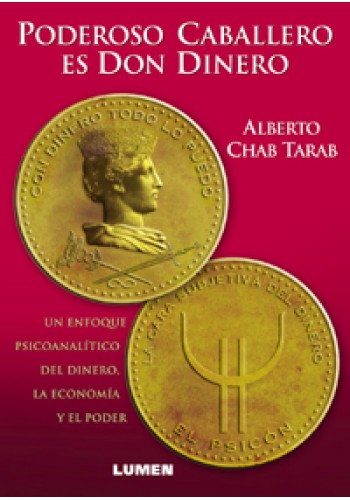 PODEROSO CABALLERO
ES DON DINERO
ALBERTO
CHAB TARAB
CON DINERO TODO LO PUEDO
LA CARA SUBJETIVA DEL DINERO
EL PSICON
UN ENFOQUE
PSICOANALÍTICO
DEL DINERO,
LA ECONOMÍA
Y EL PODER
LUMEN